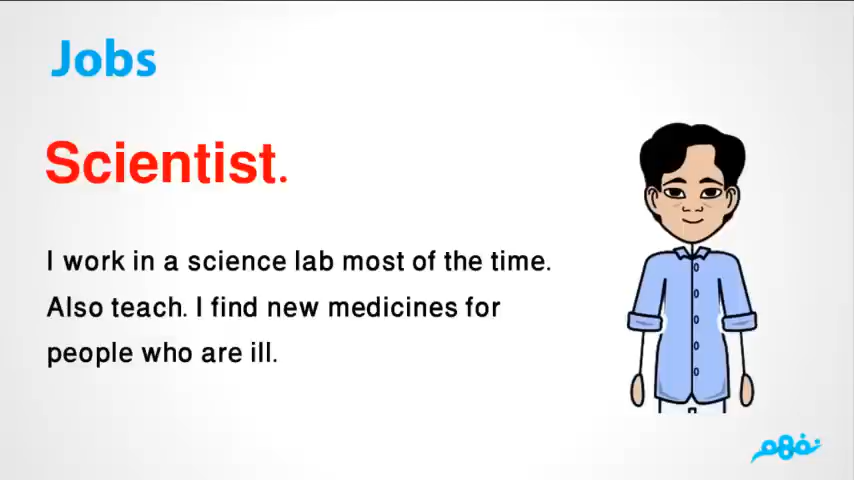 Jobs
Scientist.
I work in a science lab most of the time.
Also teach. I find new medicines for
people who are ill.
نفهم